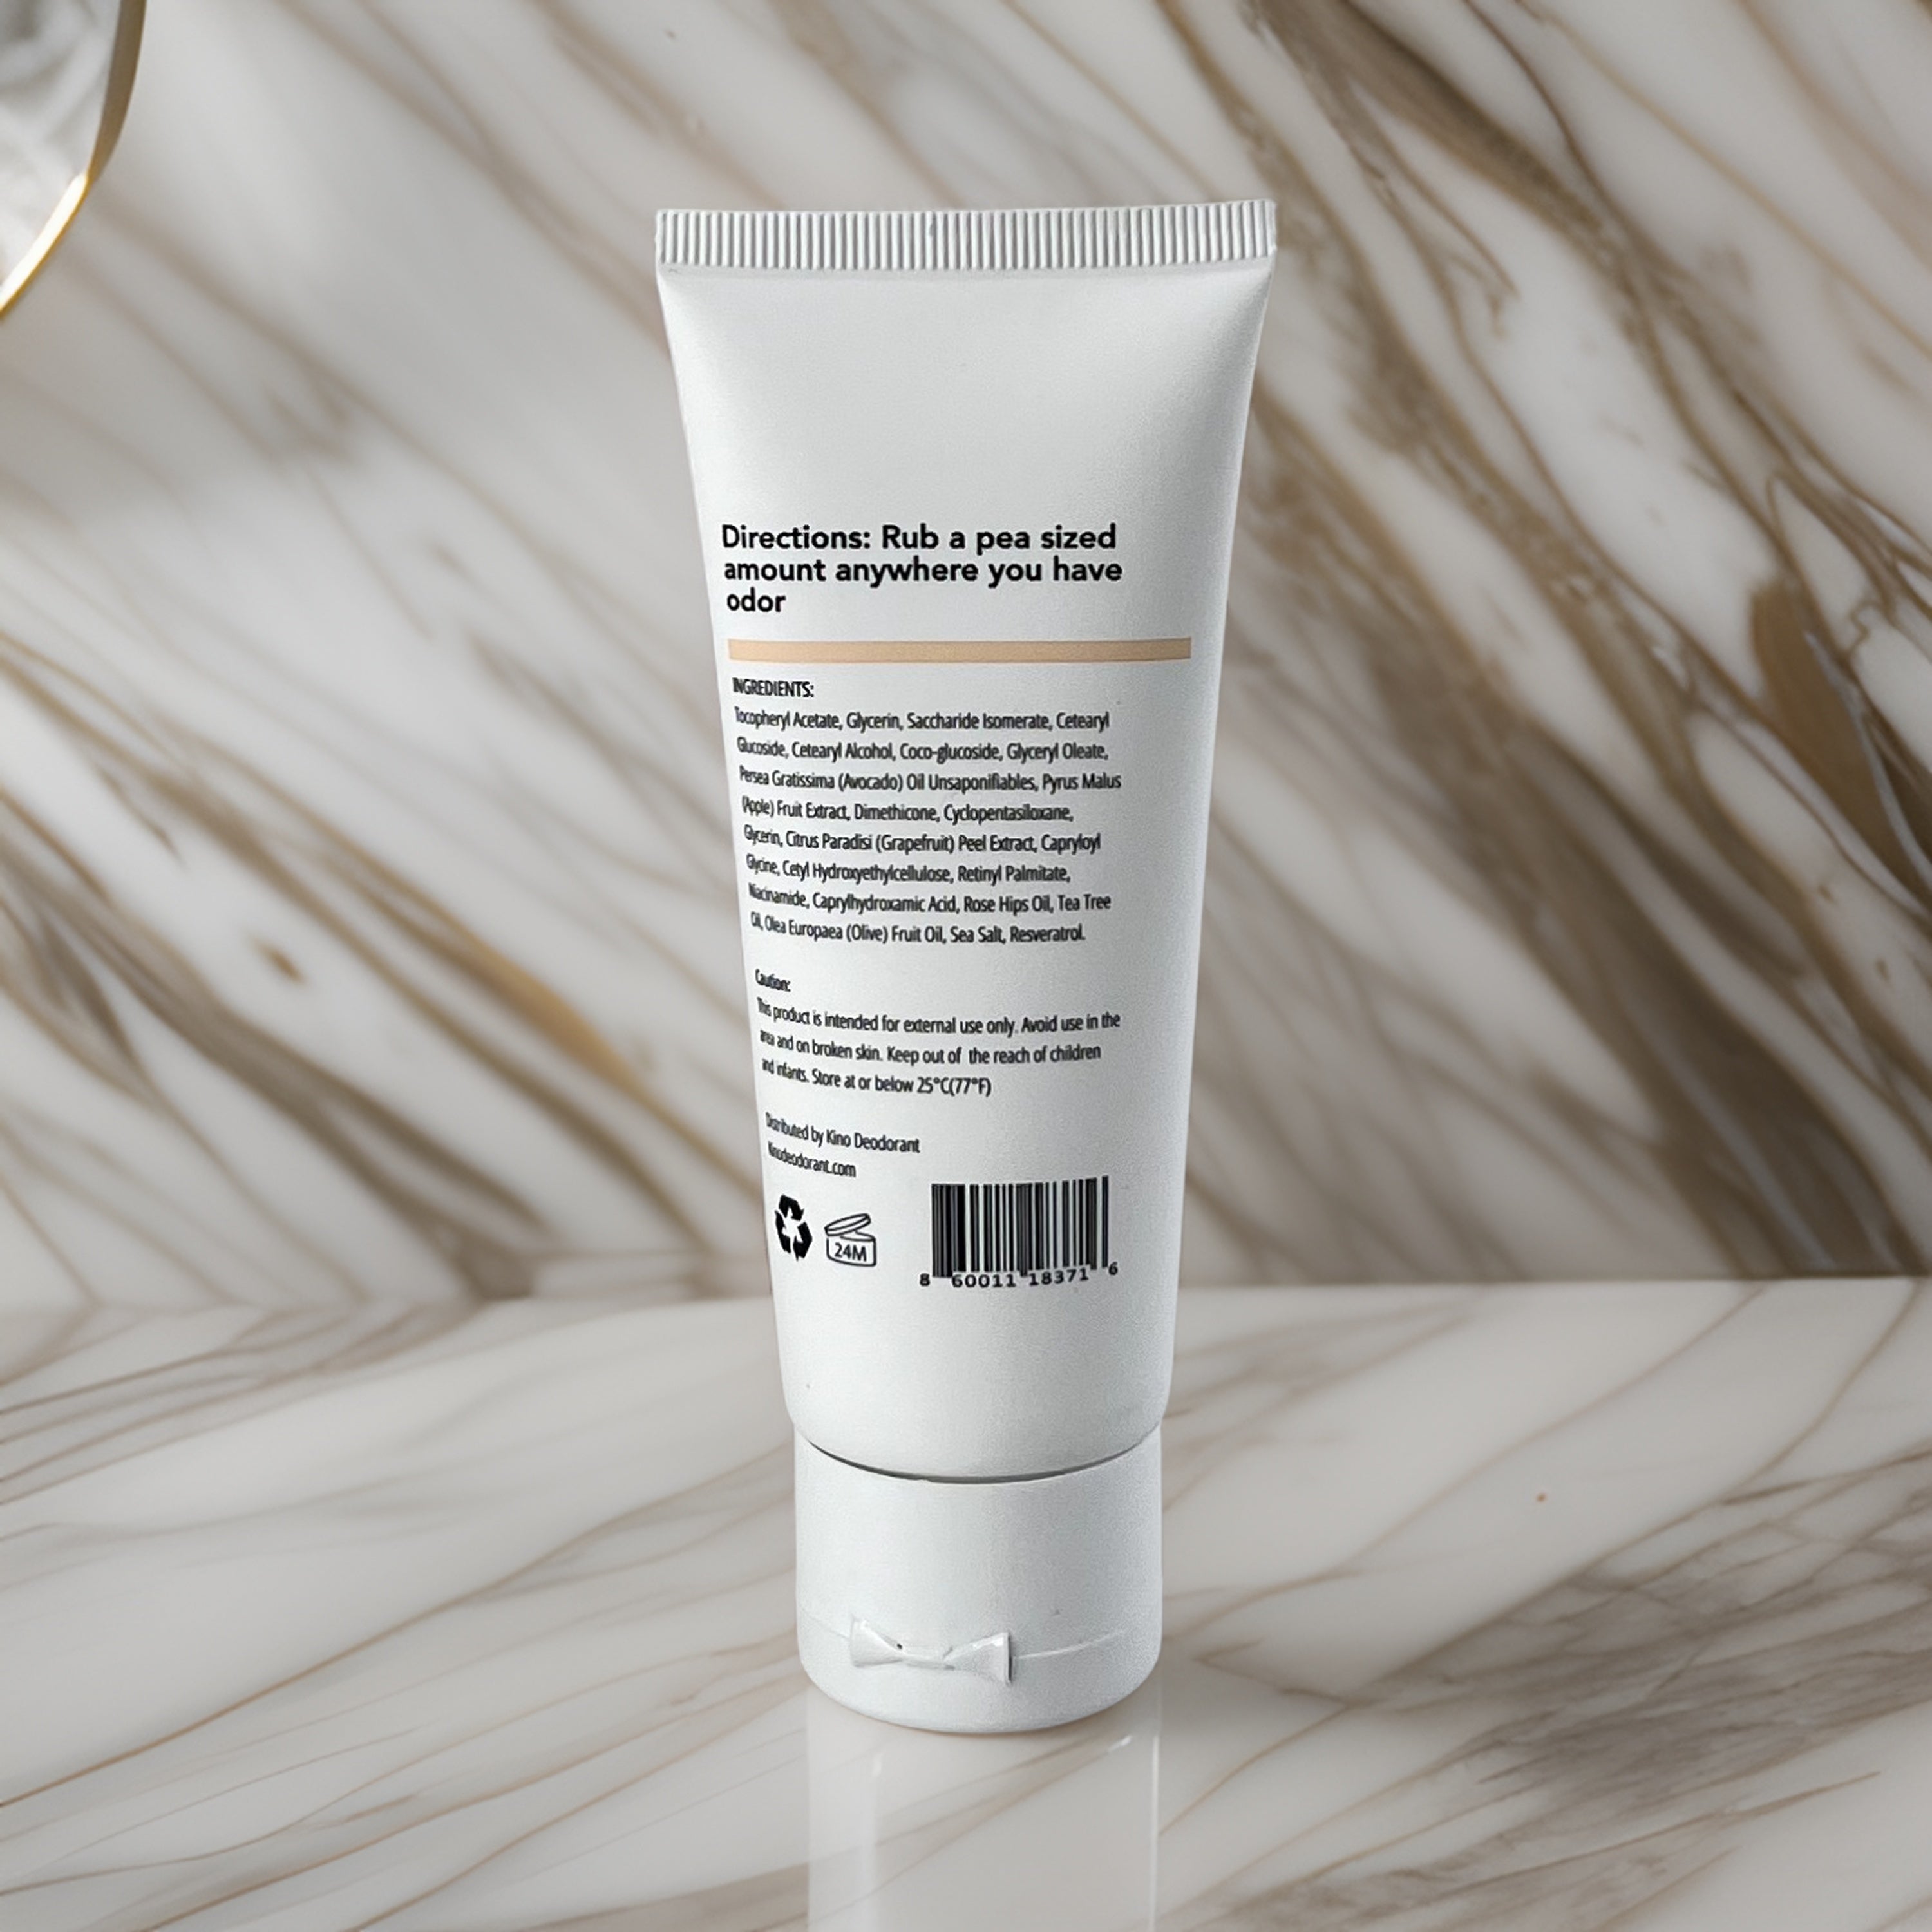 Directions: Rub a pea sized
amount anywhere you have
odor
INGREDIENTS:
Tocopheryl Acetate, Glycerin, Saccharide Isomerate, Cetearyl
Glucoside, Cetearyl Alcohol, Coco-glucoside, Glyceryl Oleate,
Persea Gratissima (Avocado) Oil Unsaponifiables, Pyrus Malus
(Apple) Fruit Extract, Dimethicone, Cyclopentasiloxane,
Glycerin, Citrus Paradisi (Grapefruit) Peel Extract, Capryloyl
Glycine, Cetyl Hydroxyethylcellulose, Retinyl Palmitate,
Niacinamide, Caprylhydroxamic Acid, Rose Hips Oil, Tea Tree
Oil, Olea Europaea (Olive) Fruit Oil, Sea Salt, Resveratrol.
Caution:
This product is intended for external use only. Avoid use in the
area and on broken skin. Keep out of the reach of children
and infants. Store at or below 25°C(77°F)
Distributed by Kino Deodorant
Kinodeodorant.com
24M
8 60011 18371 6